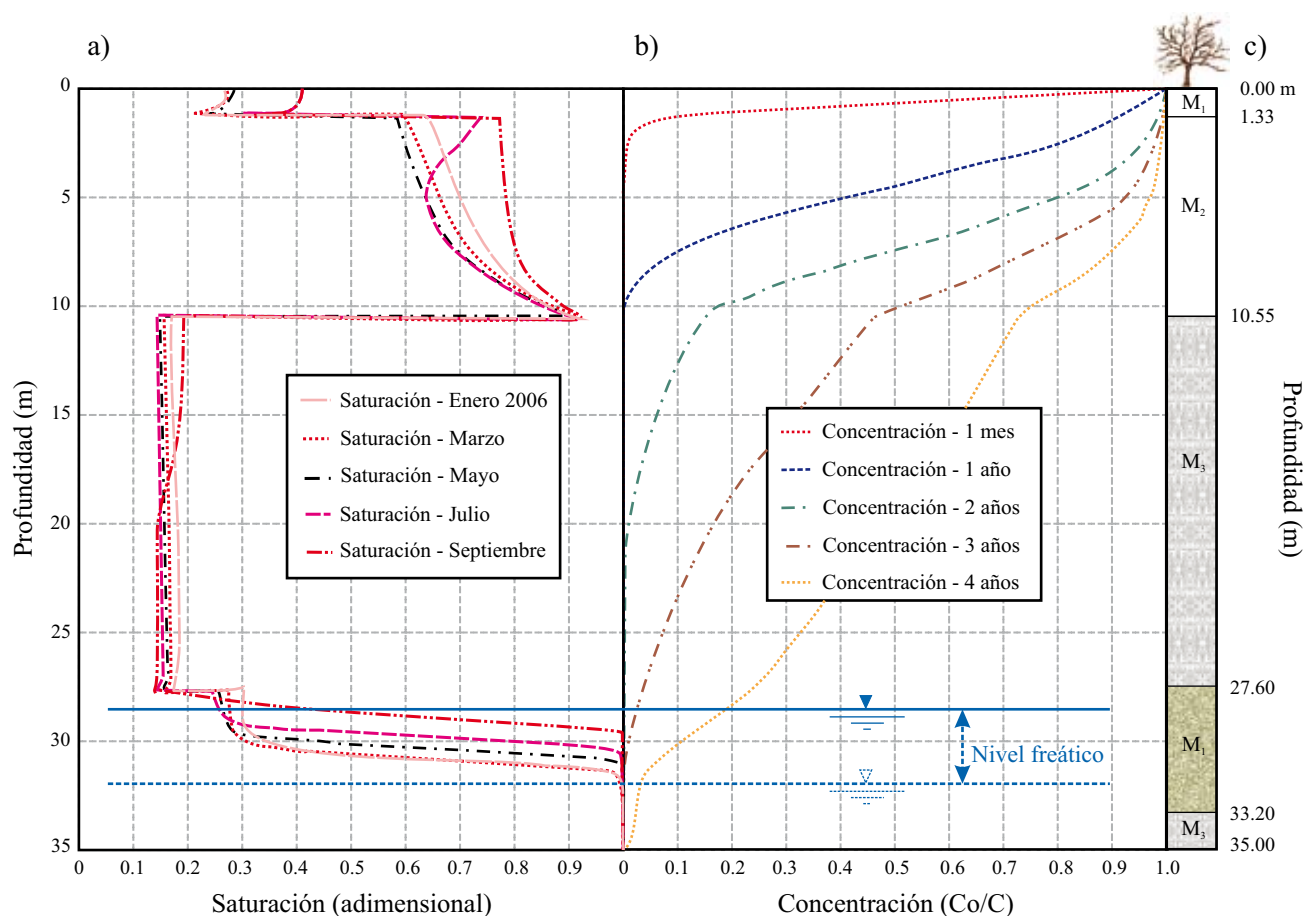 a)
b)
c)
0
5
10
15
20
25
30
35
Profundidad (m)
0
0.1
0.2
0.3
0.4
0.5
0.6
0.7
0.8
0.9
Saturación (adimensional)
Saturación - Enero 2006
Saturación - Marzo
Saturación - Mayo
Saturación - Julio
Saturación - Septiembre
0
0.1
0.2
0.3
0.4
0.5
0.6
0.7
0.8
0.9
1.0
Concentración (Co/C)
Concentración - 1 mes
Concentración - 1 año
Concentración - 2 años
Concentración - 3 años
Concentración - 4 años
Nivel freático
M1
M2
M3
M1
M3
0.00 m
1.33
10.55
27.60
33.20
35.00
Profundidad (m)